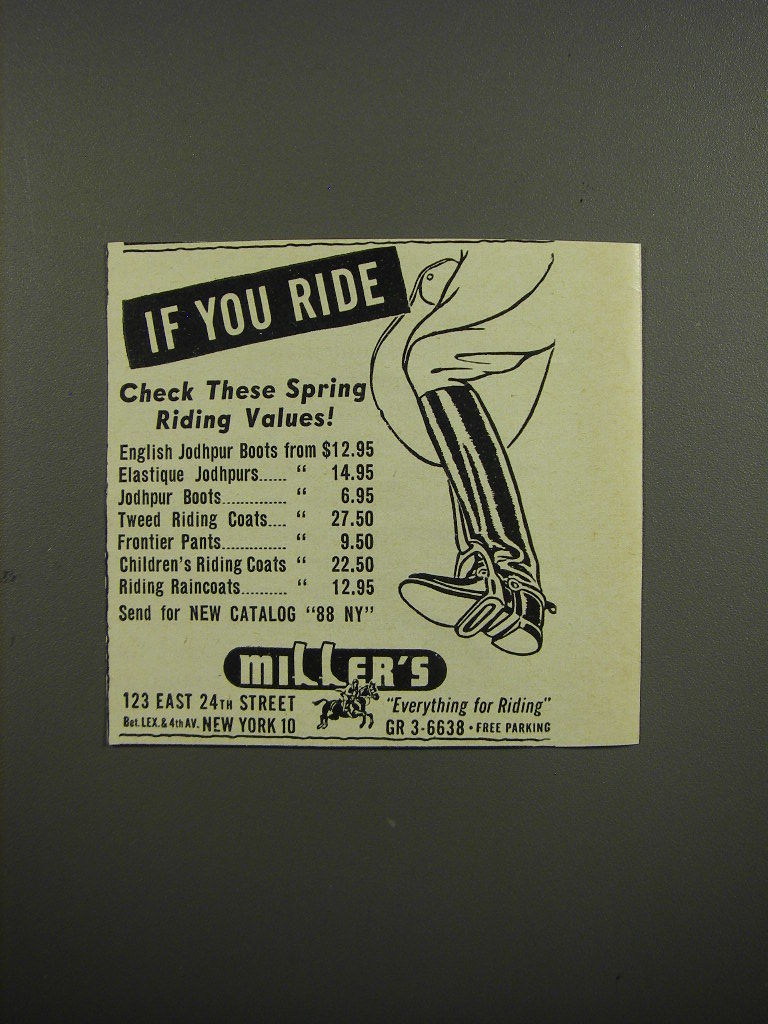 IF YOU RIDE
Check These Spring
Riding Values!
English Jodhpur Boots from $12.95
Elastique Jodhpurs...... “ 14.95
Jodhpur Boots.............. “ 6.95
Tweed Riding Coats.... “ 27.50
Frontier Pants.............. “ 9.50
Children's Riding Coats “ 22.50
Riding Raincoats.......... “ 12.95
Send for NEW CATALOG “88 NY”
MILLER'S
123 EAST 24TH STREET
Bet. LEX. & 4th AV. NEW YORK 10
“Everything for Riding”
GR 3-6638 • FREE PARKING